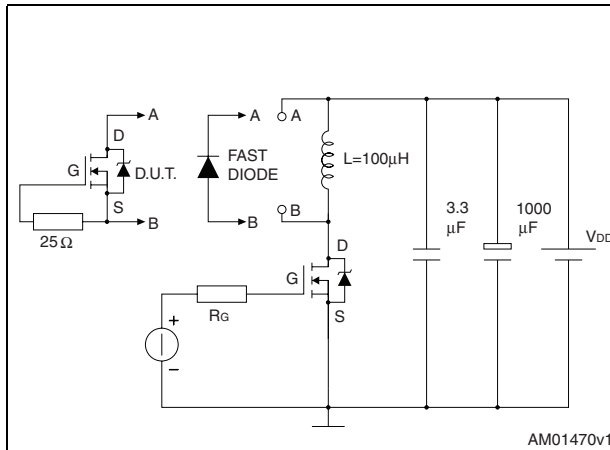 A
D
G
D.U.T.
S
B
25Ω
A
FAST
DIODE
B
A
L=100μH
B
D
G
S
RG
+
−
3.3
μF
1000
μF
VDD
AM01470v1